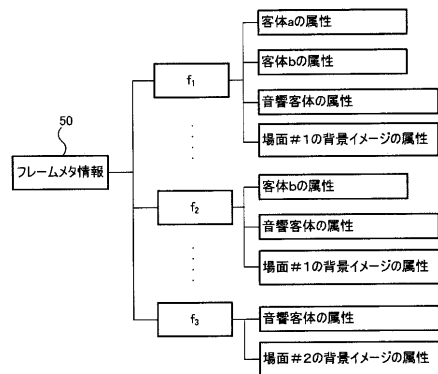 50
フレームメタ情報
f₁
客体aの属性
客体bの属性
音響客体の属性
場面#1の背景イメージの属性
f₂
客体bの属性
音響客体の属性
場面#1の背景イメージの属性
f₃
音響客体の属性
場面#2の背景イメージの属性